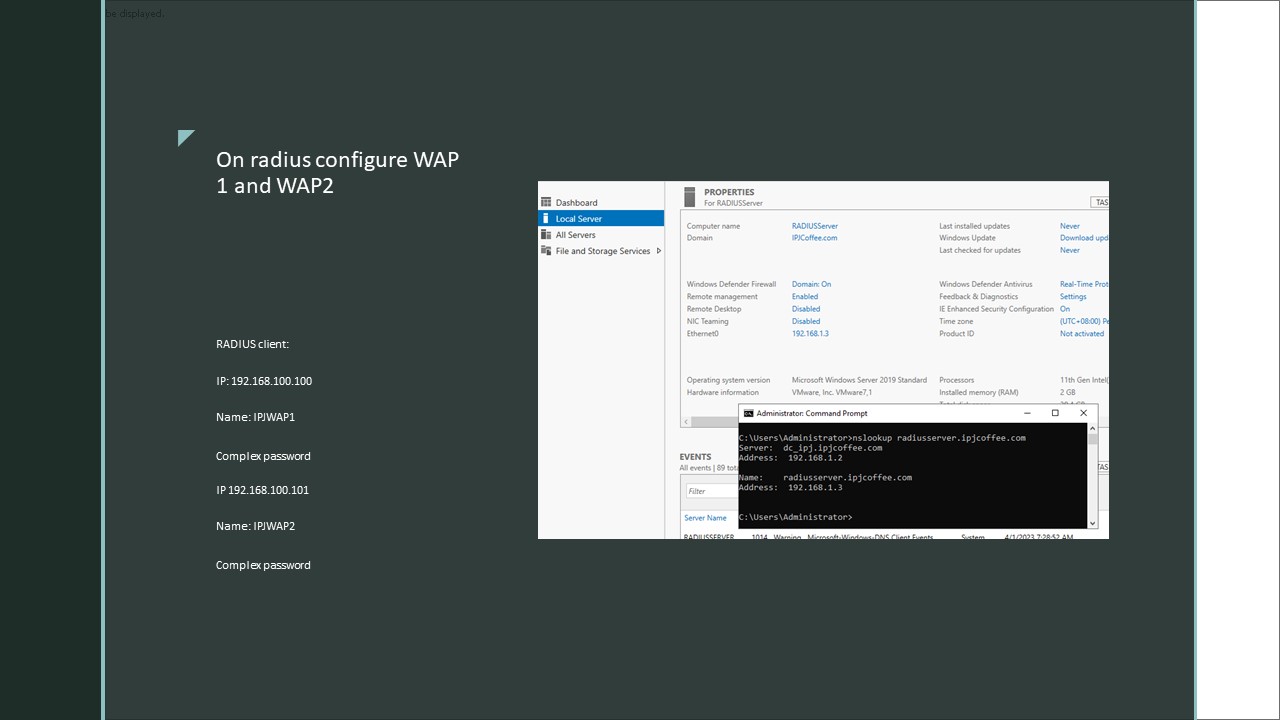 be displayed.
On radius configure WAP
1 and WAP2
RADIUS client:
IP: 192.168.100.100
Name: IPJWAP1
Complex password
IP 192.168.100.101
Name: IPJWAP2
Complex password
Dashboard
Local Server
All Servers
File and Storage Services
PROPERTIES
For RADIUSServer
TAS
Computer name RADIUSServer Last installed updates Never
Domain IPJCoffee.com Windows Update Download upd
Last checked for updates Never
Windows Defender Firewall Domain: On Windows Defender Antivirus Real-Time Prot
Remote management Enabled Feedback & Diagnostics Settings
Remote Desktop Disabled IE Enhanced Security Configuration On
NIC Teaming Disabled Time zone (UTC+08:00) Pe
Ethernet0 192.168.1.3 Product ID Not activated
Operating system version Microsoft Windows Server 2019 Standard Processors 11th Gen Intel(
Hardware information VMware, Inc. VMware7,1 Installed memory (RAM) 2 GB
Administrator: Command Prompt
C:\Users\Administrator>nslookup radiusserver.ipjcoffee.com
Server: dc_ipj.ipjcoffee.com
Address: 192.168.1.2
Name: radiusserver.ipjcoffee.com
Address: 192.168.1.3
C:\Users\Administrator>
EVENTS
All events | 89 tota
TAS
Filter
Server Name
RADIUSSERVER 1014 Warning Microsoft-Windows-DNS Client Events System 4/1/2023 7:28:52 AM